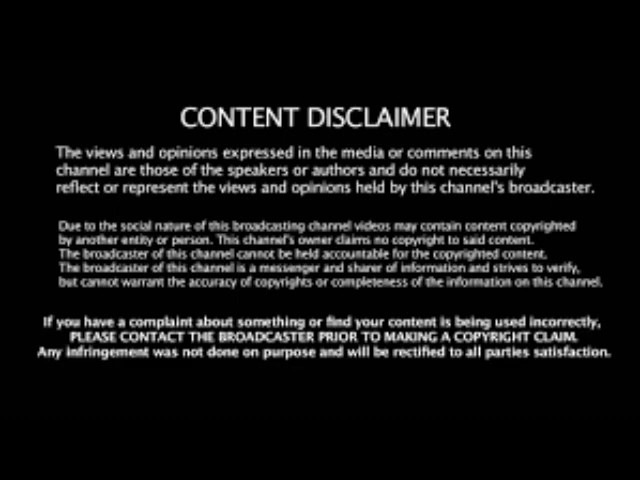 CONTENT DISCLAIMER
The views and opinions expressed in the media or comments on this
channel are those of the speakers or authors and do not necessarily
reflect or represent the views and opinions held by this channel's broadcaster.
Due to the social nature of this broadcasting channel videos may contain content copyrighted
by another entity or person. This channel's owner claims no copyright to said content.
The broadcaster of this channel cannot be held accountable for the copyrighted content.
The broadcaster of this channel is a messenger and sharer of information and strives to verify,
but cannot warrant the accuracy of copyrights or completeness of the information on this channel.
If you have a complaint about something or find your content is being used incorrectly,
PLEASE CONTACT THE BROADCASTER PRIOR TO MAKING A COPYRIGHT CLAIM.
Any infringement was not done on purpose and will be rectified to all parties satisfaction.